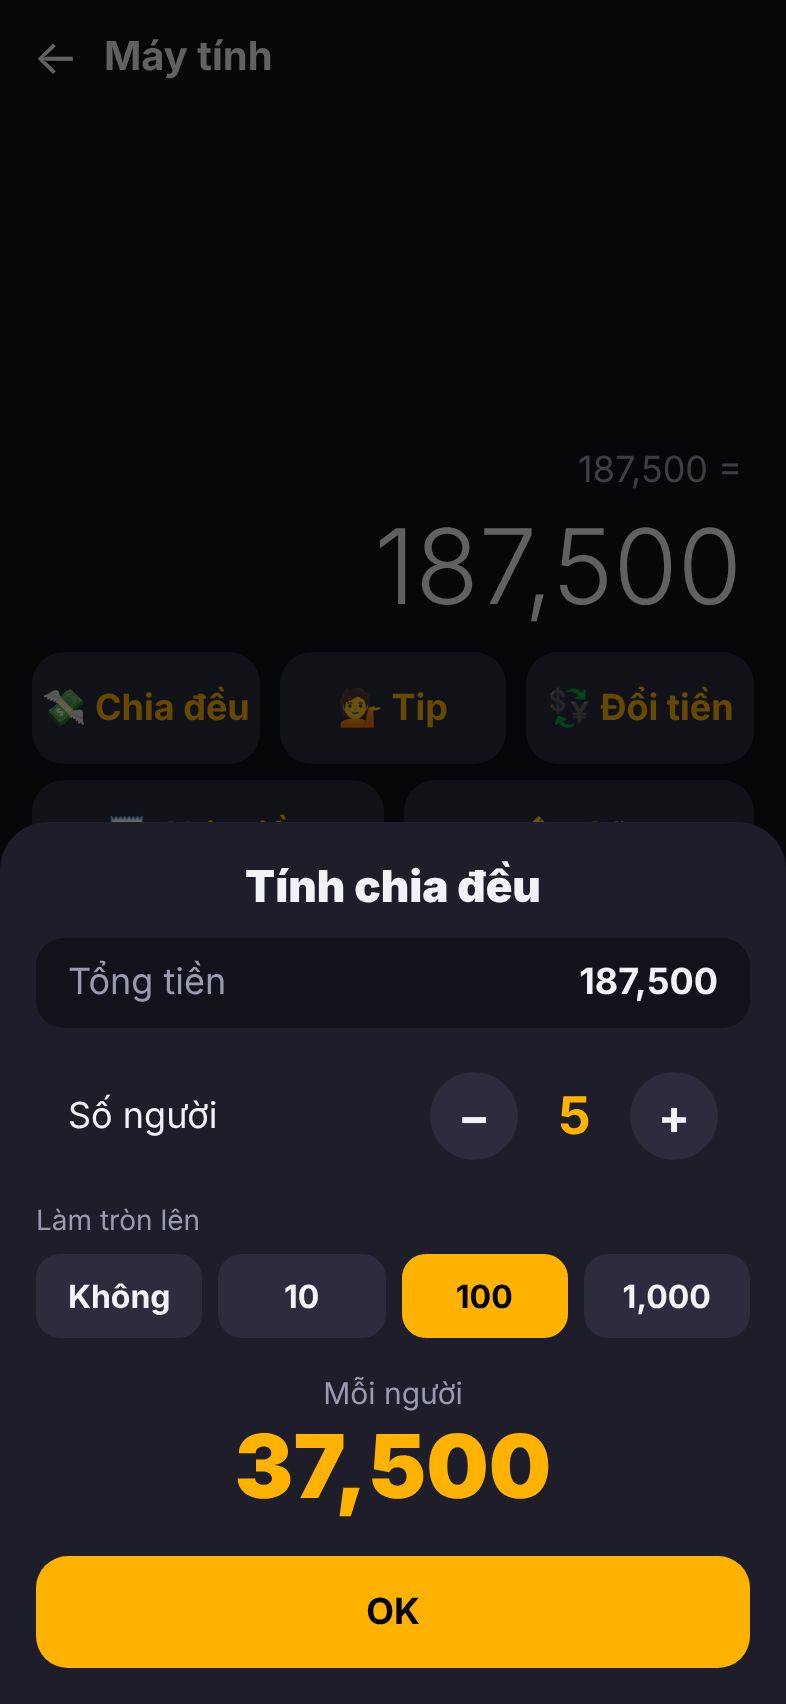 Máy tính
187,500 =
187,500
Chia đều
Tip
Đổi tiền
Tính chia đều
Tổng tiền 187,500
Số người − 5 +
Làm tròn lên
Không 10 100 1,000
Mỗi người
37,500
OK